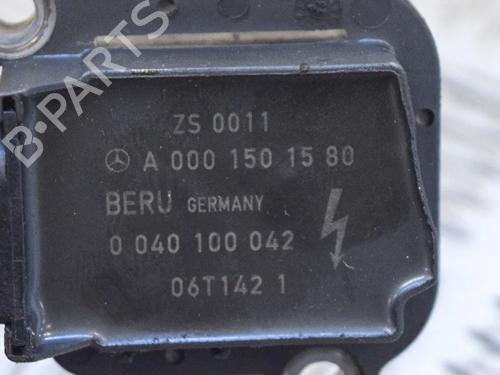 B-PARTS
ZS 0011
A 000 150 15 80
BERU GERMANY
0 040 100 042
06T142 1